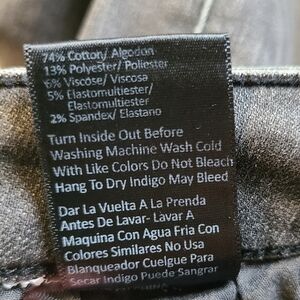 74% Cotton/ Algodon
13% Polyester/ Poliester
6% Viscose/ Viscosa
5% Elastomultiester/
Elastomultiester
2% Spandex/ Elastano
Turn Inside Out Before
Washing Machine Wash Cold
With Like Colors Do Not Bleach
Hang To Dry Indigo May Bleed
Dar La Vuelta A La Prenda
Antes De Lavar- Lavar A
Maquina Con Agua Fria Con
Colores Similares No Usa
Blanqueador Cuelgue Para
Secar Indigo Puede Sangrar